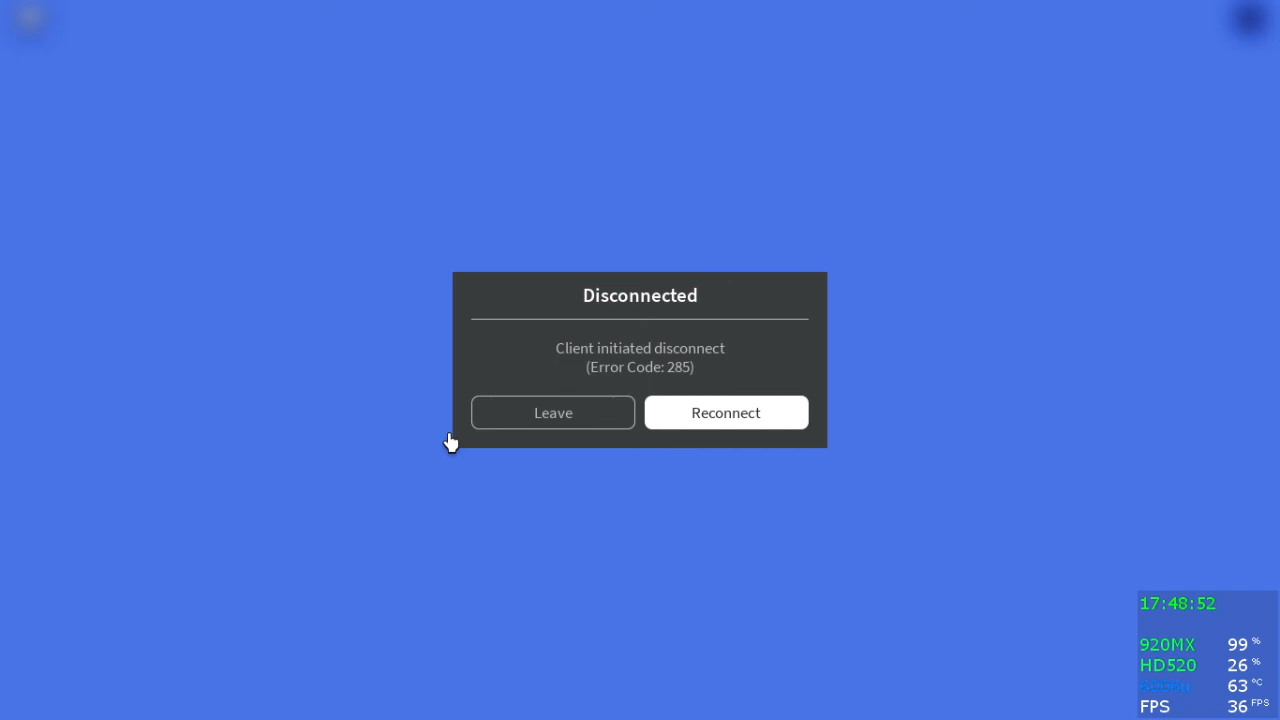 Disconnected
Client initiated disconnect
(Error Code: 285)
Leave Reconnect
17:48:52
920MX 99 %
HD520 26 %
63 °C
FPS 36 FPS